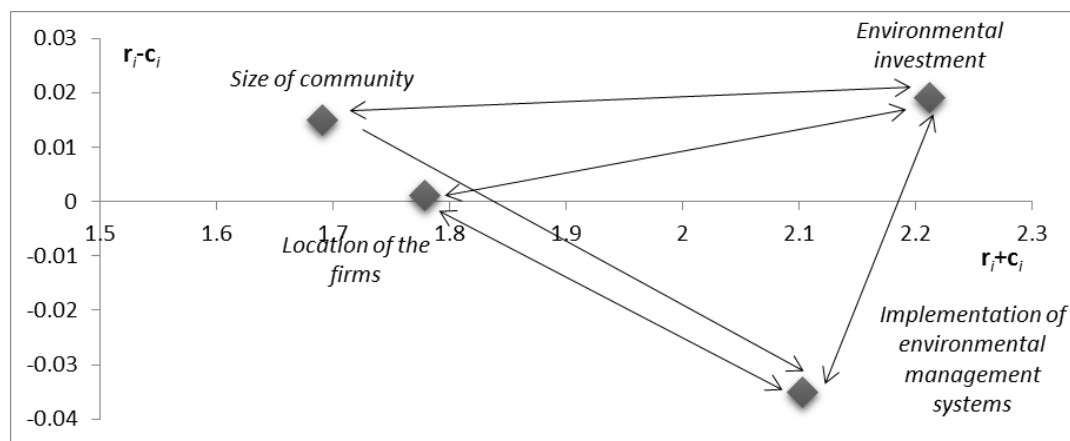 0.03
rᵢ-cᵢ
Environmental
investment
Size of community
0.02
0.01
0
1.5 1.6 1.7 1.8 1.9 2 2.1 2.2 2.3
Location of the
firms
rᵢ+cᵢ
-0.01
Implementation of
environmental
management
systems
-0.02
-0.03
-0.04